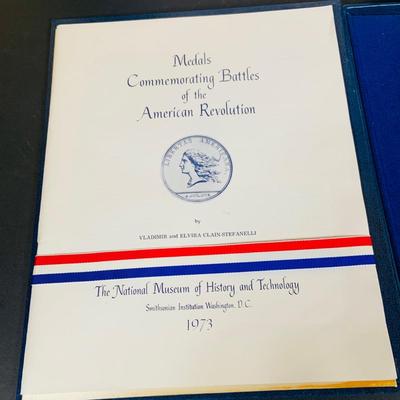 Medals
Commemorating Battles
of the
American Revolution
LIBERTAS AMERICANA
by
VLADIMIR and ELVIRA CLAIN-STEFANELLI
The National Museum of History and Technology
Smithsonian Institution Washington, D.C.
1973